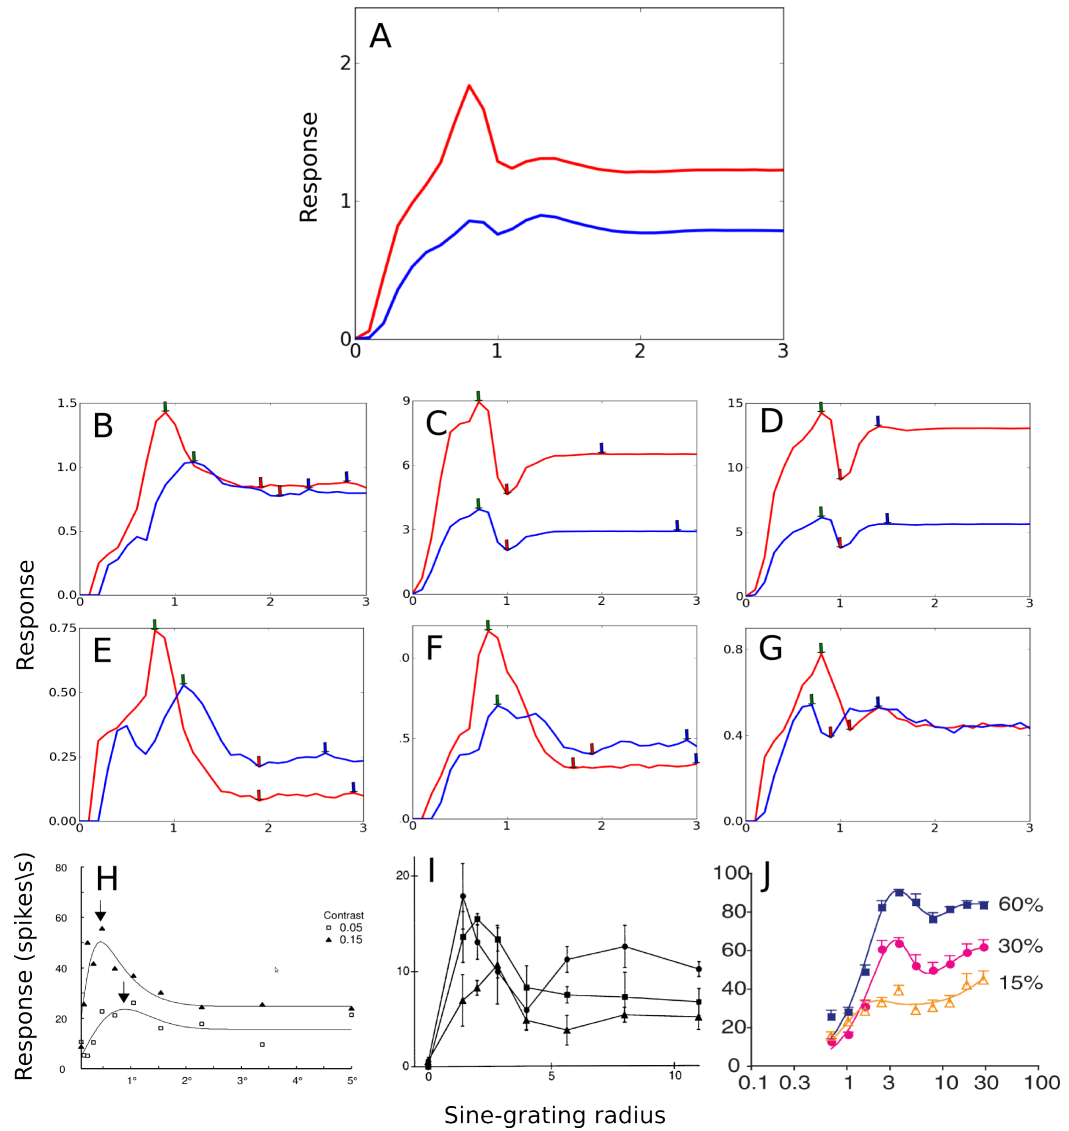 A
2
1
0
0 1 2 3
Response
B
1.5
1.0
0.5
0.0
0 1 2 3
C
9
6
3
0
0 1 2 3
D
15
10
5
0
0 1 2 3
Response
E
0.75
0.50
0.25
0.00
0 1 2 3
F
.0
.5
0
0 1 2 3
G
0.8
0.4
0.0
0 1 2 3
Response (spikes\s)
H
80
60
50
40
30
20
10
0
1° 2° 3° 4° 5°
Contrast
0.05
0.15
I
20
10
0
0 5 10
J
100
80
60
40
20
0
0.1 0.3 1 3 10 30 100
60%
30%
15%
Sine-grating radius